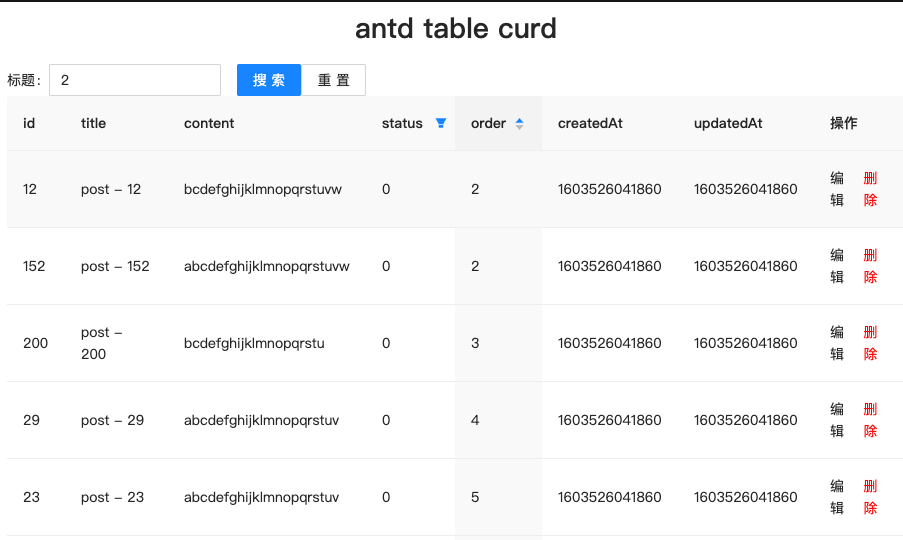 antd table curd
标题: 2 搜 索 重 置
id title content status order createdAt updatedAt 操作
12 post - 12 bcdefghijklmnopqrstuvw 0 2 1603526041860 1603526041860 编辑 删除
152 post - 152 abcdefghijklmnopqrstuvw 0 2 1603526041860 1603526041860 编辑 删除
200 post - 200 bcdefghijklmnopqrstu 0 3 1603526041860 1603526041860 编辑 删除
29 post - 29 abcdefghijklmnopqrstuv 0 4 1603526041860 1603526041860 编辑 删除
23 post - 23 abcdefghijklmnopqrstuv 0 5 1603526041860 1603526041860 编辑 删除